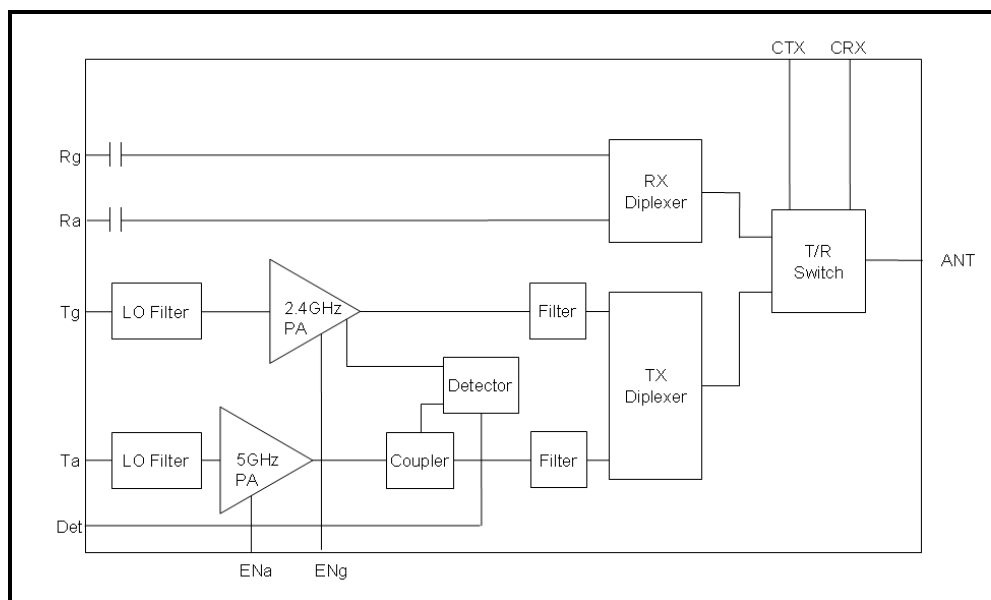 CTX CRX
Rg
RX
Diplexer
Ra
T/R
Switch
ANT
Tg
LO Filter
2.4GHz
PA
Filter
TX
Diplexer
Detector
Ta
LO Filter
5GHz
PA
Coupler
Filter
Det
ENa ENg